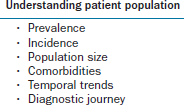 Understanding patient population
· Prevalence
· Incidence
· Population size
· Comorbidities
· Temporal trends
· Diagnostic journey